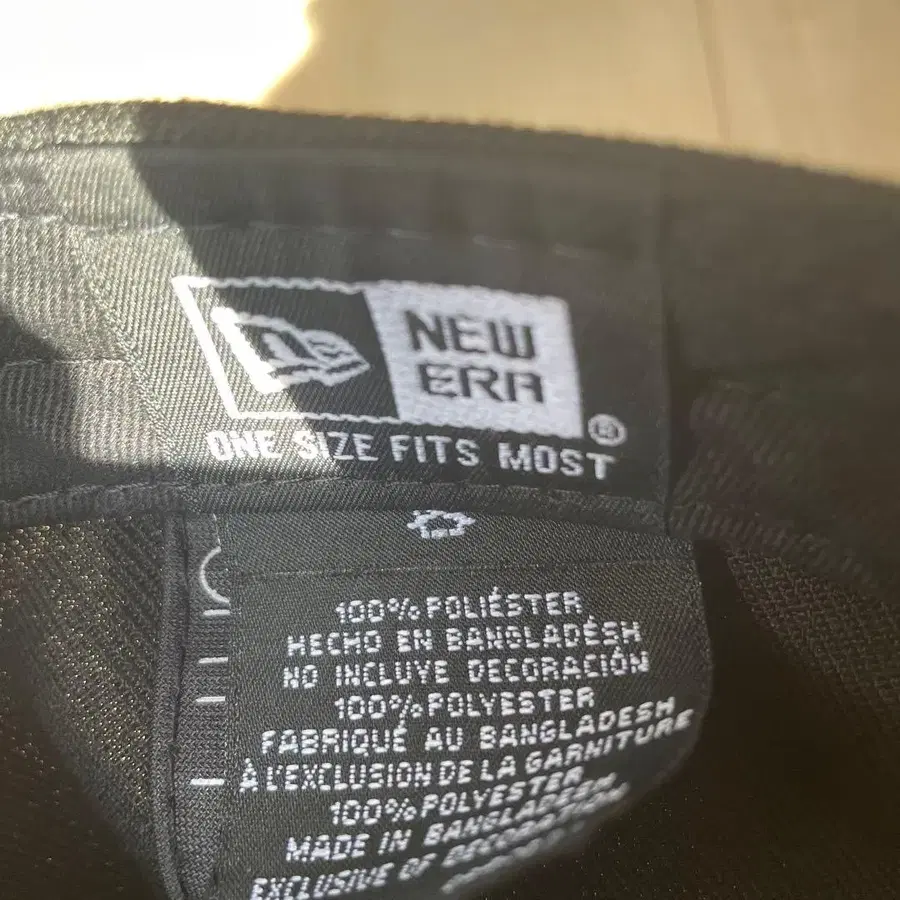 NEW
ERA
®
ONE SIZE FITS MOST
100% POLIÉSTER
HECHO EN BANGLADÉSH
NO INCLUYE DECORACIÓN
100% POLYESTER
FABRIQUÉ AU BANGLADESH
À L'EXCLUSION DE LA GARNITURE
100% POLYESTER
MADE IN BANGLADESH
EXCLUSIVE OF DECORATION